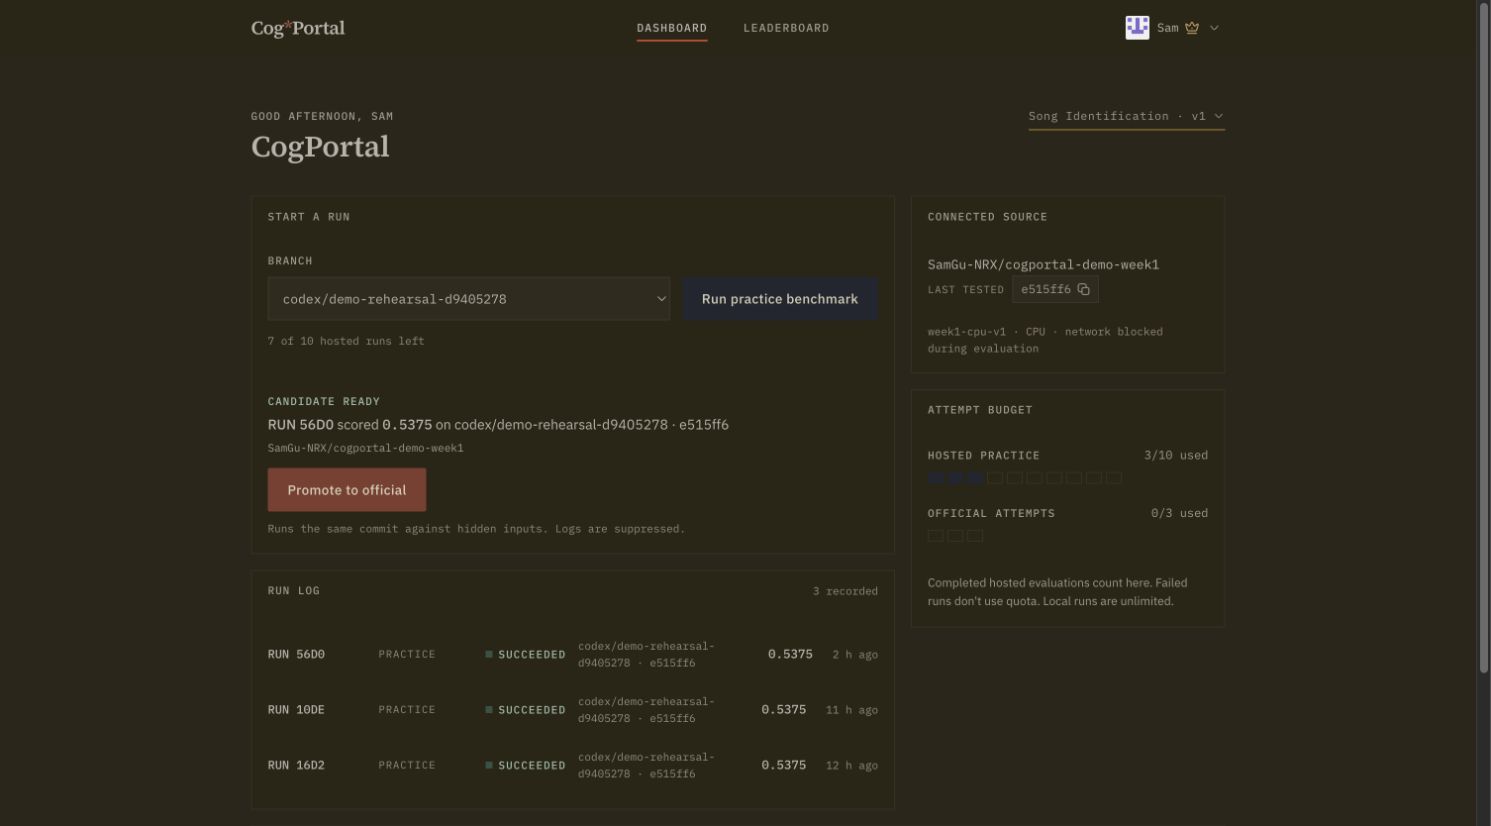 Cog*Portal
DASHBOARD
LEADERBOARD
Sam
GOOD AFTERNOON, SAM
CogPortal
Song Identification · v1
START A RUN
BRANCH
codex/demo-rehearsal-d9405278
Run practice benchmark
7 of 10 hosted runs left
CANDIDATE READY
RUN 56D0 scored 0.5375 on codex/demo-rehearsal-d9405278 · e515ff6
SamGu-NRX/cogportal-demo-week1
Promote to official
Runs the same commit against hidden inputs. Logs are suppressed.
CONNECTED SOURCE
SamGu-NRX/cogportal-demo-week1
LAST TESTED e515ff6
week1-cpu-v1 · CPU · network blocked
during evaluation
ATTEMPT BUDGET
HOSTED PRACTICE 3/10 used
OFFICIAL ATTEMPTS 0/3 used
Completed hosted evaluations count here. Failed
runs don't use quota. Local runs are unlimited.
RUN LOG 3 recorded
RUN 56D0 PRACTICE SUCCEEDED codex/demo-rehearsal-
d9405278 · e515ff6 0.5375 2 h ago
RUN 10DE PRACTICE SUCCEEDED codex/demo-rehearsal-
d9405278 · e515ff6 0.5375 11 h ago
RUN 16D2 PRACTICE SUCCEEDED codex/demo-rehearsal-
d9405278 · e515ff6 0.5375 12 h ago